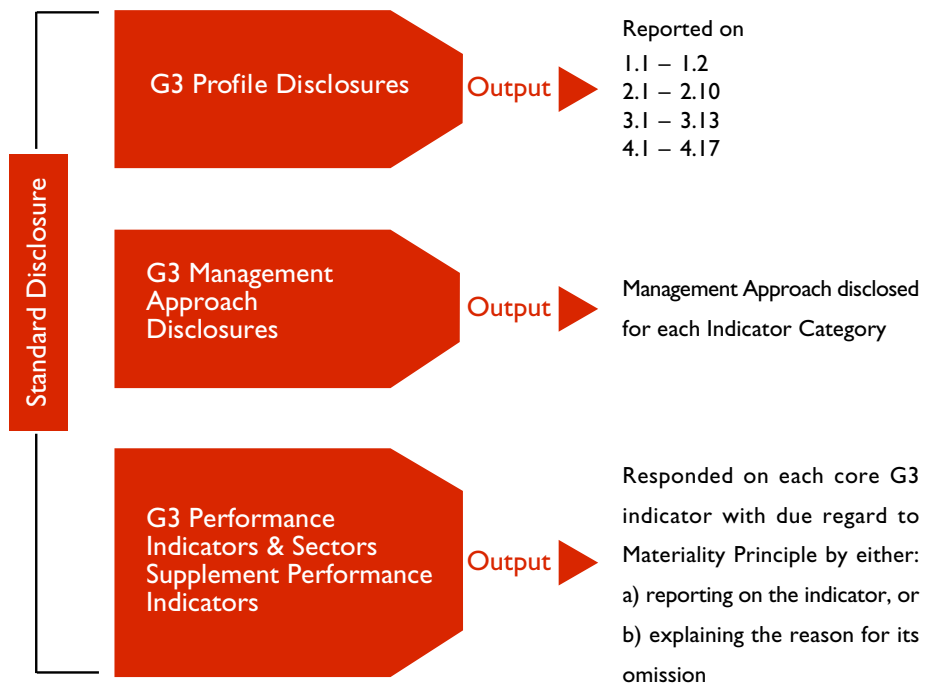 Standard Disclosure
G3 Profile Disclosures
Output
Reported on
1.1 – 1.2
2.1 – 2.10
3.1 – 3.13
4.1 – 4.17
G3 Management
Approach
Disclosures
Output
Management Approach disclosed
for each Indicator Category
G3 Performance
Indicators & Sectors
Supplement Performance
Indicators
Output
Responded on each core G3
indicator with due regard to
Materiality Principle by either:
a) reporting on the indicator, or
b) explaining the reason for its
omission